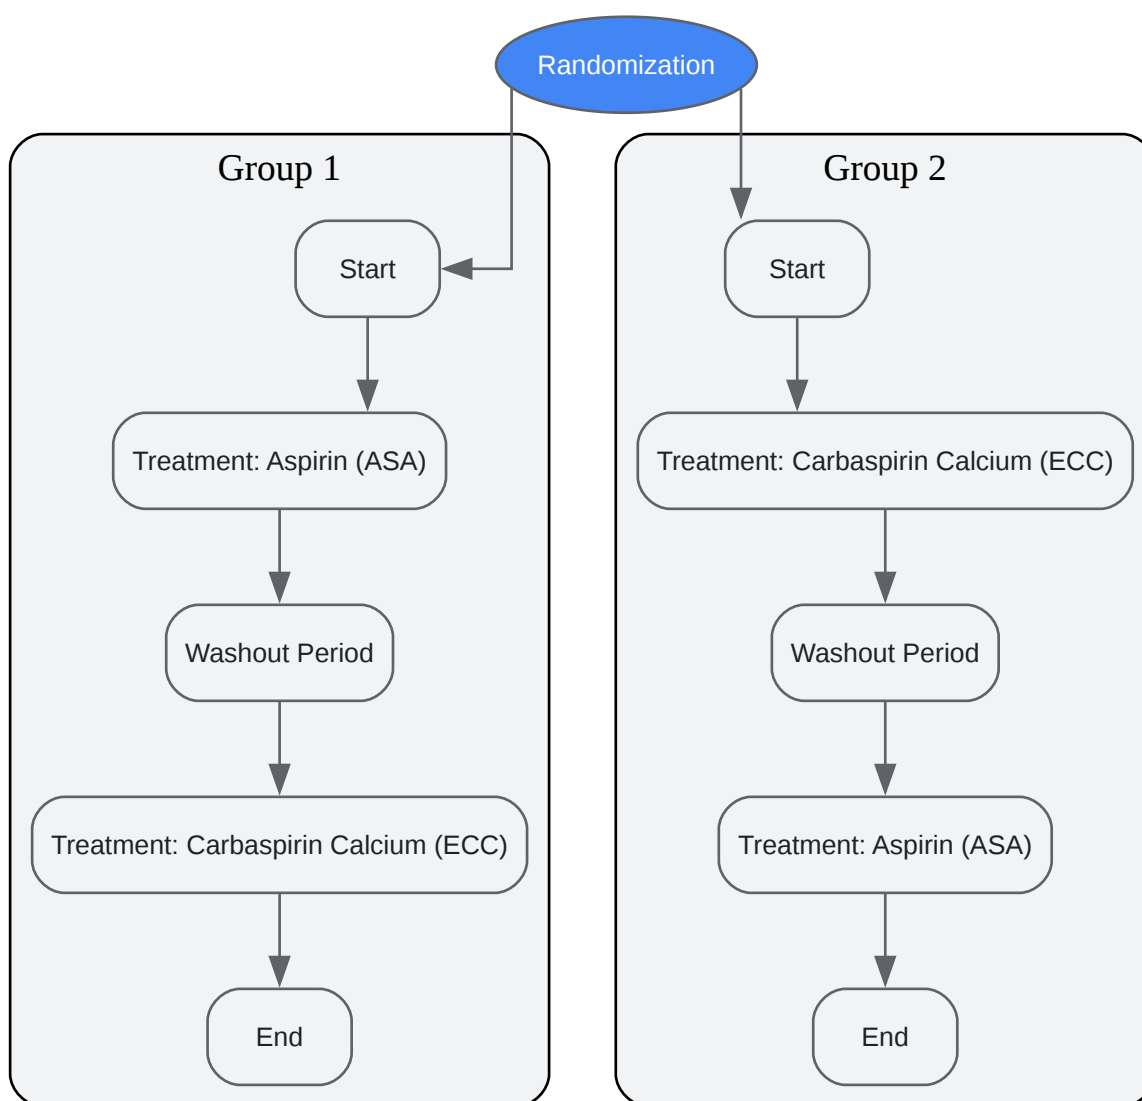 Randomization
Group 1
Start
Treatment: Aspirin (ASA)
Washout Period
Treatment: Carbaspirin Calcium (ECC)
End
Group 2
Start
Treatment: Carbaspirin Calcium (ECC)
Washout Period
Treatment: Aspirin (ASA)
End